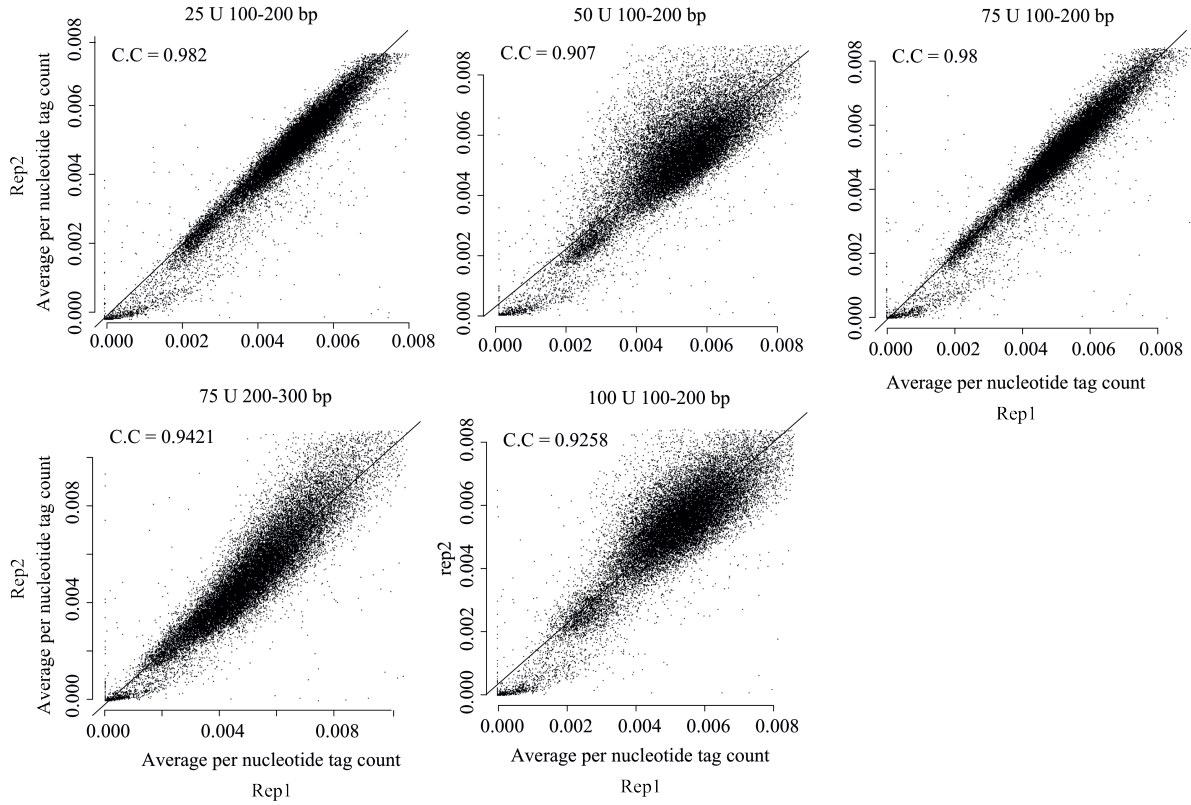 25 U 100-200 bp
C.C = 0.982
Rep2
Average per nucleotide tag count
0.000 0.002 0.004 0.006 0.008
0.000 0.002 0.004 0.006 0.008
50 U 100-200 bp
C.C = 0.907
0.000 0.002 0.004 0.006 0.008
0.000 0.002 0.004 0.006 0.008
75 U 100-200 bp
C.C = 0.98
0.000 0.002 0.004 0.006 0.008
0.000 0.002 0.004 0.006 0.008
Average per nucleotide tag count
Rep1
75 U 200-300 bp
C.C = 0.9421
Rep2
Average per nucleotide tag count
0.000 0.004 0.008
0.000 0.004 0.008
Average per nucleotide tag count
Rep1
100 U 100-200 bp
C.C = 0.9258
rep2
0.000 0.002 0.004 0.006 0.008
0.000 0.002 0.004 0.006 0.008
Average per nucleotide tag count
Rep1